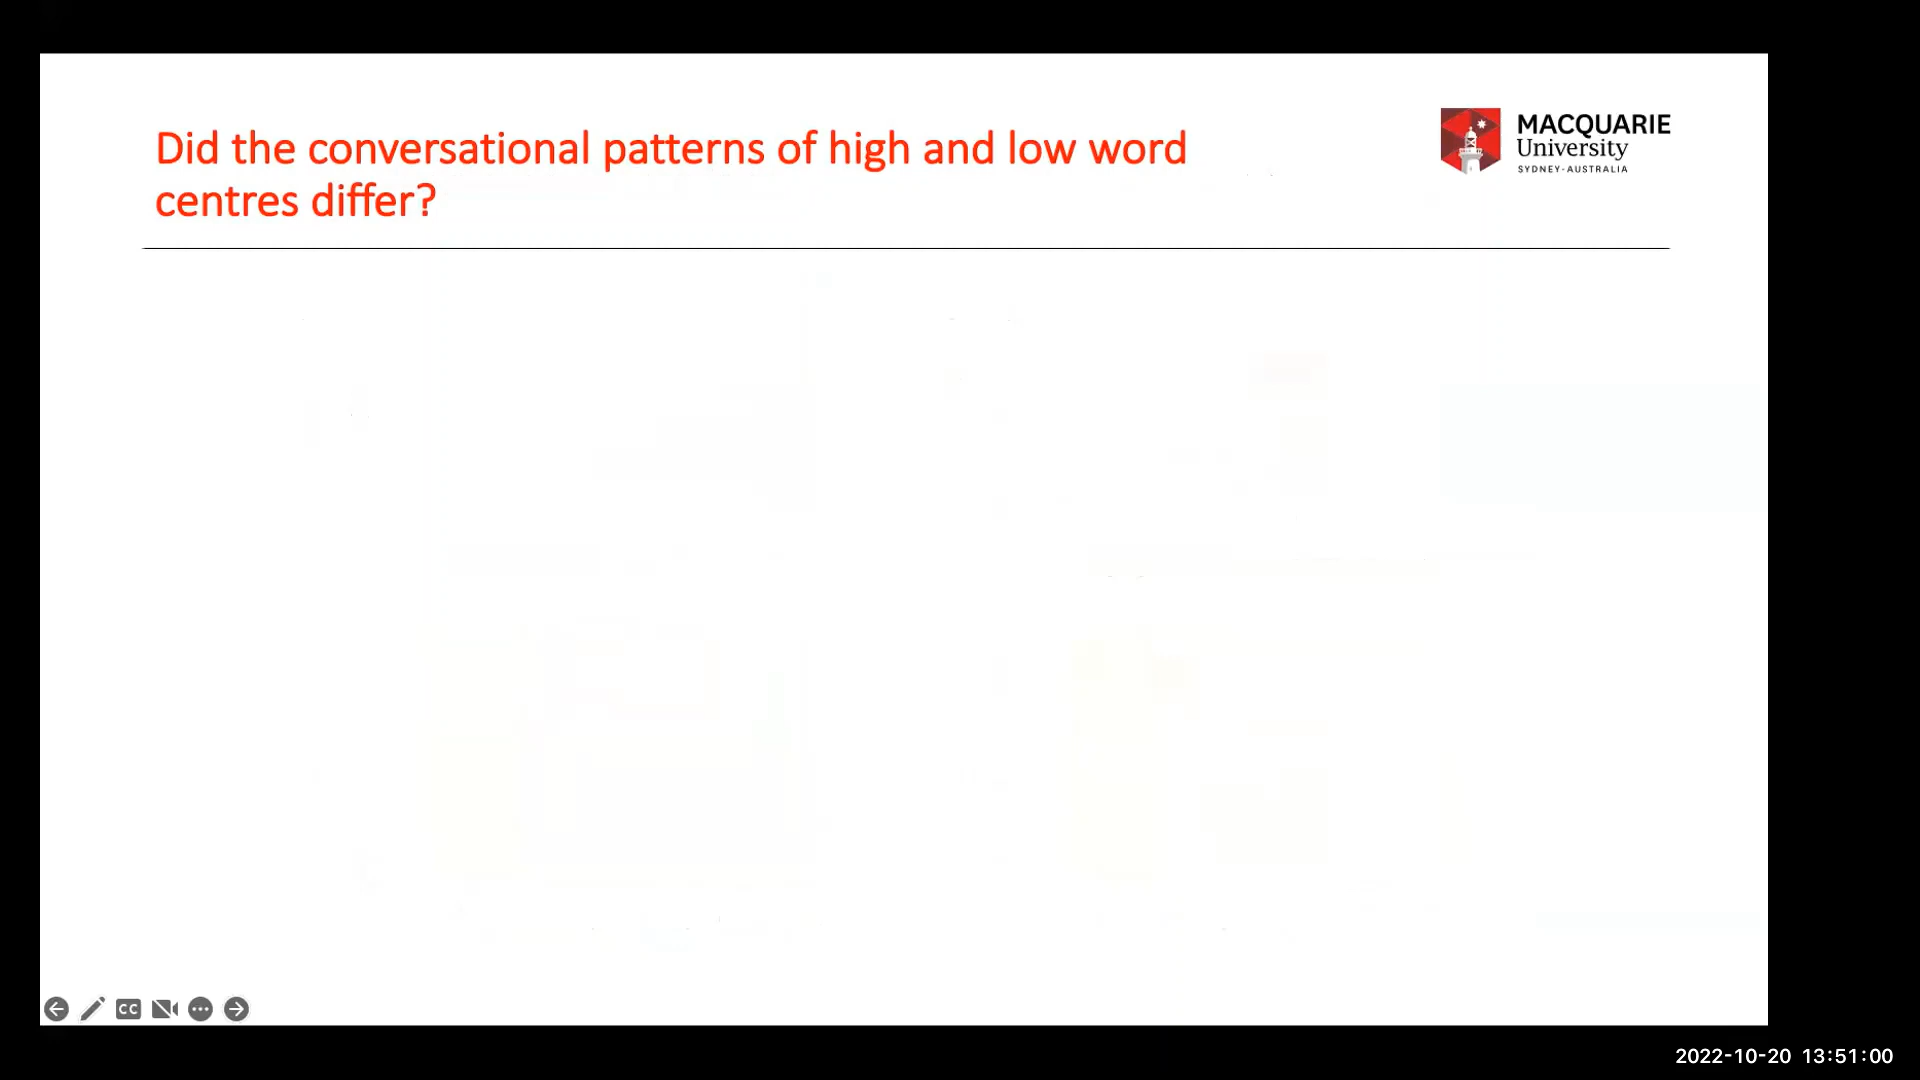 Did the conversational patterns of high and low word
centres differ?
MACQUARIE
University
SYDNEY-AUSTRALIA
CC
2022-10-20 13:51:00